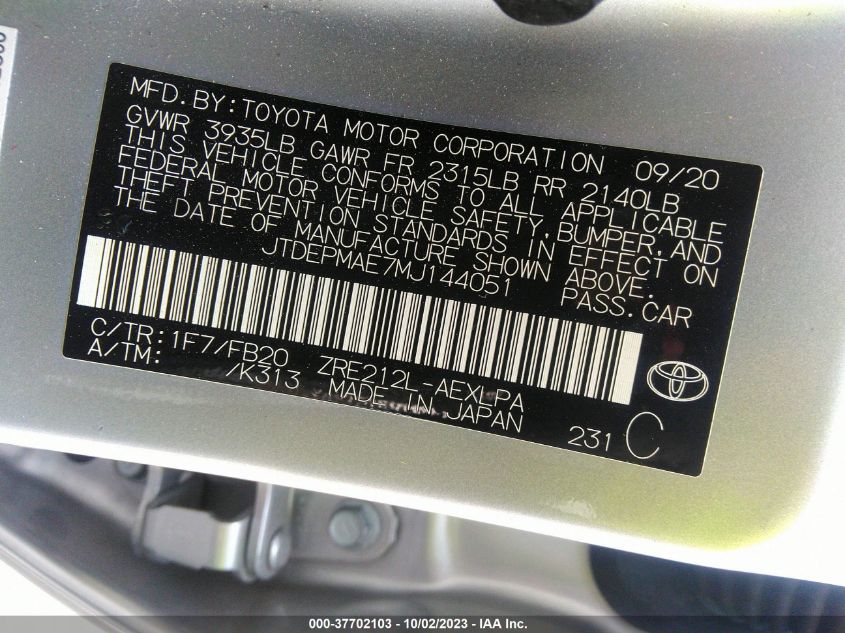 MFD.BY:TOYOTA MOTOR CORPORATION 09/20
GVWR 3935LB GAWR FR 2315LB RR 2140LB
THIS VEHICLE CONFORMS TO ALL APPLICABLE
FEDERAL MOTOR VEHICLE SAFETY,BUMPER,AND
THEFT PREVENTION STANDARDS IN EFFECT ON
THE DATE OF MANUFACTURE SHOWN ABOVE.
JTDEPMAE7MJ144051 PASS.CAR
C/TR:1F7/FB20 ZRE212L-AEXLPA
A/TM: /K313 MADE IN JAPAN
231 C
000-37702103 - 10/02/2023 - IAA Inc.